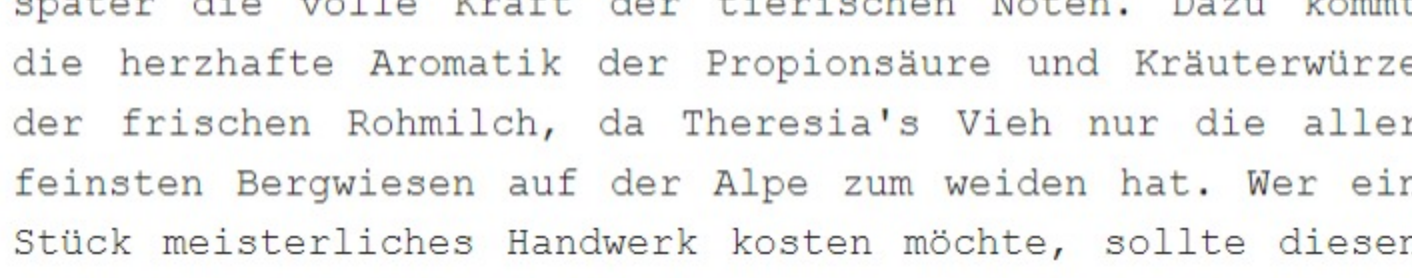 später die volle Kraft der tierischen Noten. Dazu kommt
die herzhafte Aromatik der Propionsäure und Kräuterwürze
der frischen Rohmilch, da Theresia's Vieh nur die aller
feinsten Bergwiesen auf der Alpe zum weiden hat. Wer ein
Stück meisterliches Handwerk kosten möchte, sollte diesen